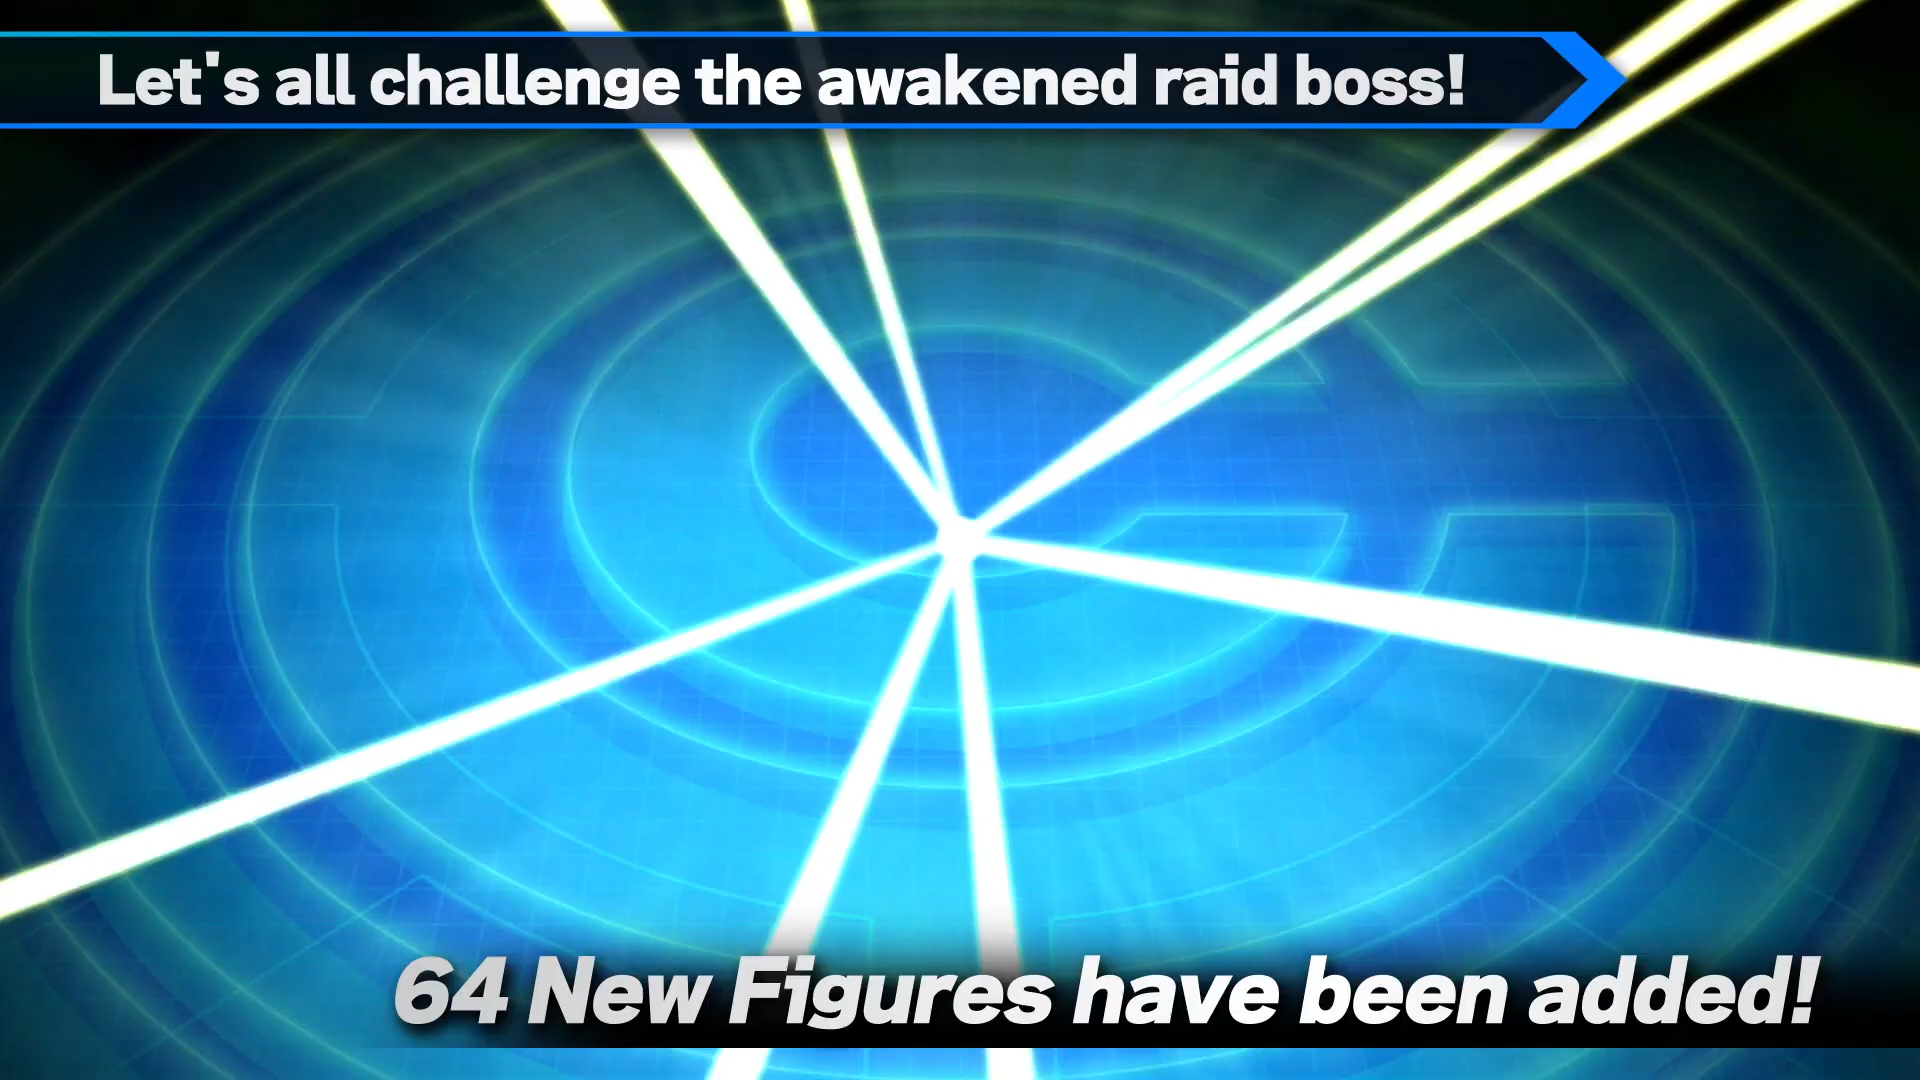 Let's all challenge the awakened raid boss!
64 New Figures have been added!